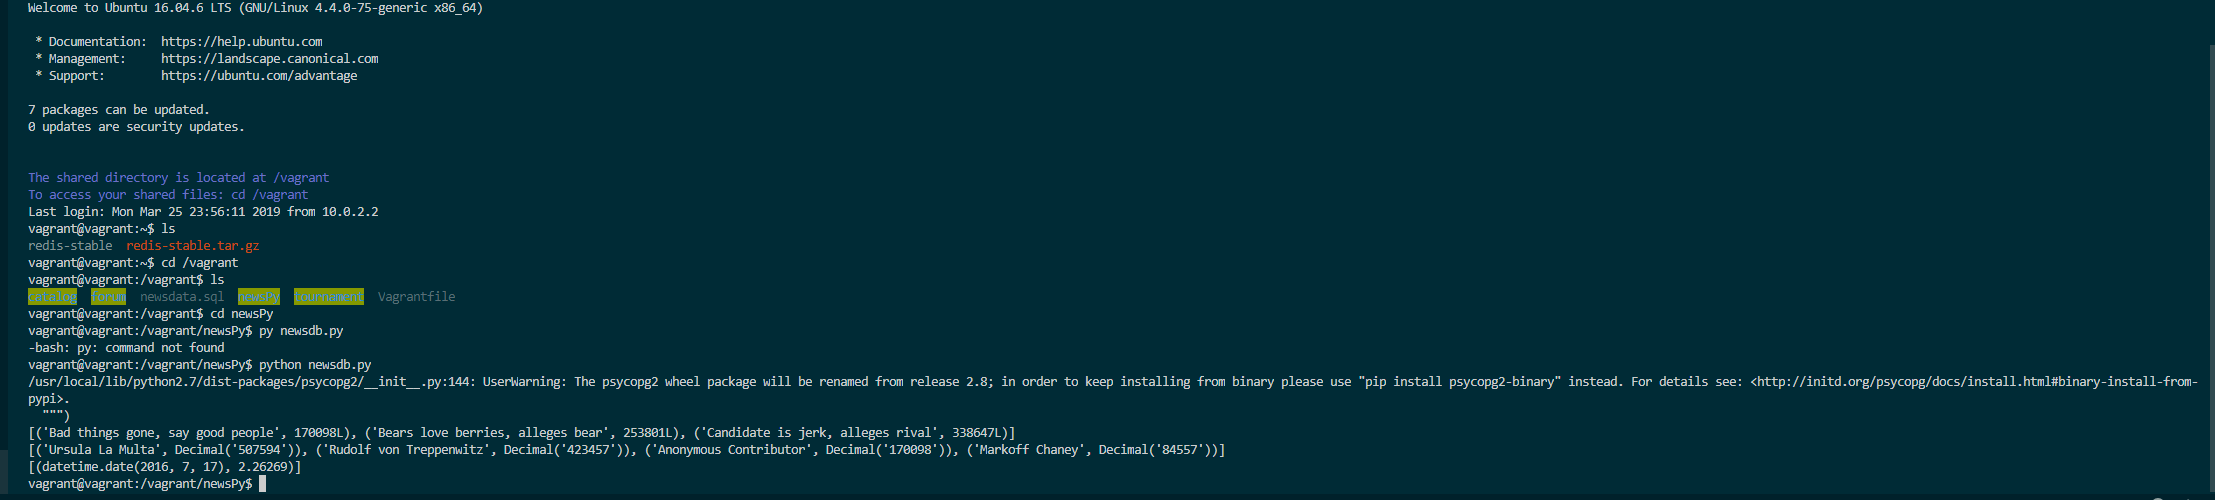 Welcome to Ubuntu 16.04.6 LTS (GNU/Linux 4.4.0-75-generic x86_64)
* Documentation:  https://help.ubuntu.com
* Management:     https://landscape.canonical.com
* Support:        https://ubuntu.com/advantage
7 packages can be updated.
0 updates are security updates.
The shared directory is located at /vagrant
To access your shared files: cd /vagrant
Last login: Mon Mar 25 23:56:11 2019 from 10.0.2.2
vagrant@vagrant:~$ ls
redis-stable  redis-stable.tar.gz
vagrant@vagrant:~$ cd /vagrant
vagrant@vagrant:/vagrant$ ls
catalog  forum  newsdata.sql  newsPy  tournament  Vagrantfile
vagrant@vagrant:/vagrant$ cd newsPy
vagrant@vagrant:/vagrant/newsPy$ py newsdb.py
-bash: py: command not found
vagrant@vagrant:/vagrant/newsPy$ python newsdb.py
/usr/local/lib/python2.7/dist-packages/psycopg2/__init__.py:144: UserWarning: The psycopg2 wheel package will be renamed from release 2.8; in order to keep installing from binary please use "pip install psycopg2-binary" instead. For details see: <http://initd.org/psycopg/docs/install.html#binary-install-from-
pypi>.
""")
[('Bad things gone, say good people', 170098L), ('Bears love berries, alleges bear', 253801L), ('Candidate is jerk, alleges rival', 338647L)]
[('Ursula La Multa', Decimal('507594')), ('Rudolf von Treppenwitz', Decimal('423457')), ('Anonymous Contributor', Decimal('170098')), ('Markoff Chaney', Decimal('84557'))]
[(datetime.date(2016, 7, 17), 2.26269)]
vagrant@vagrant:/vagrant/newsPy$